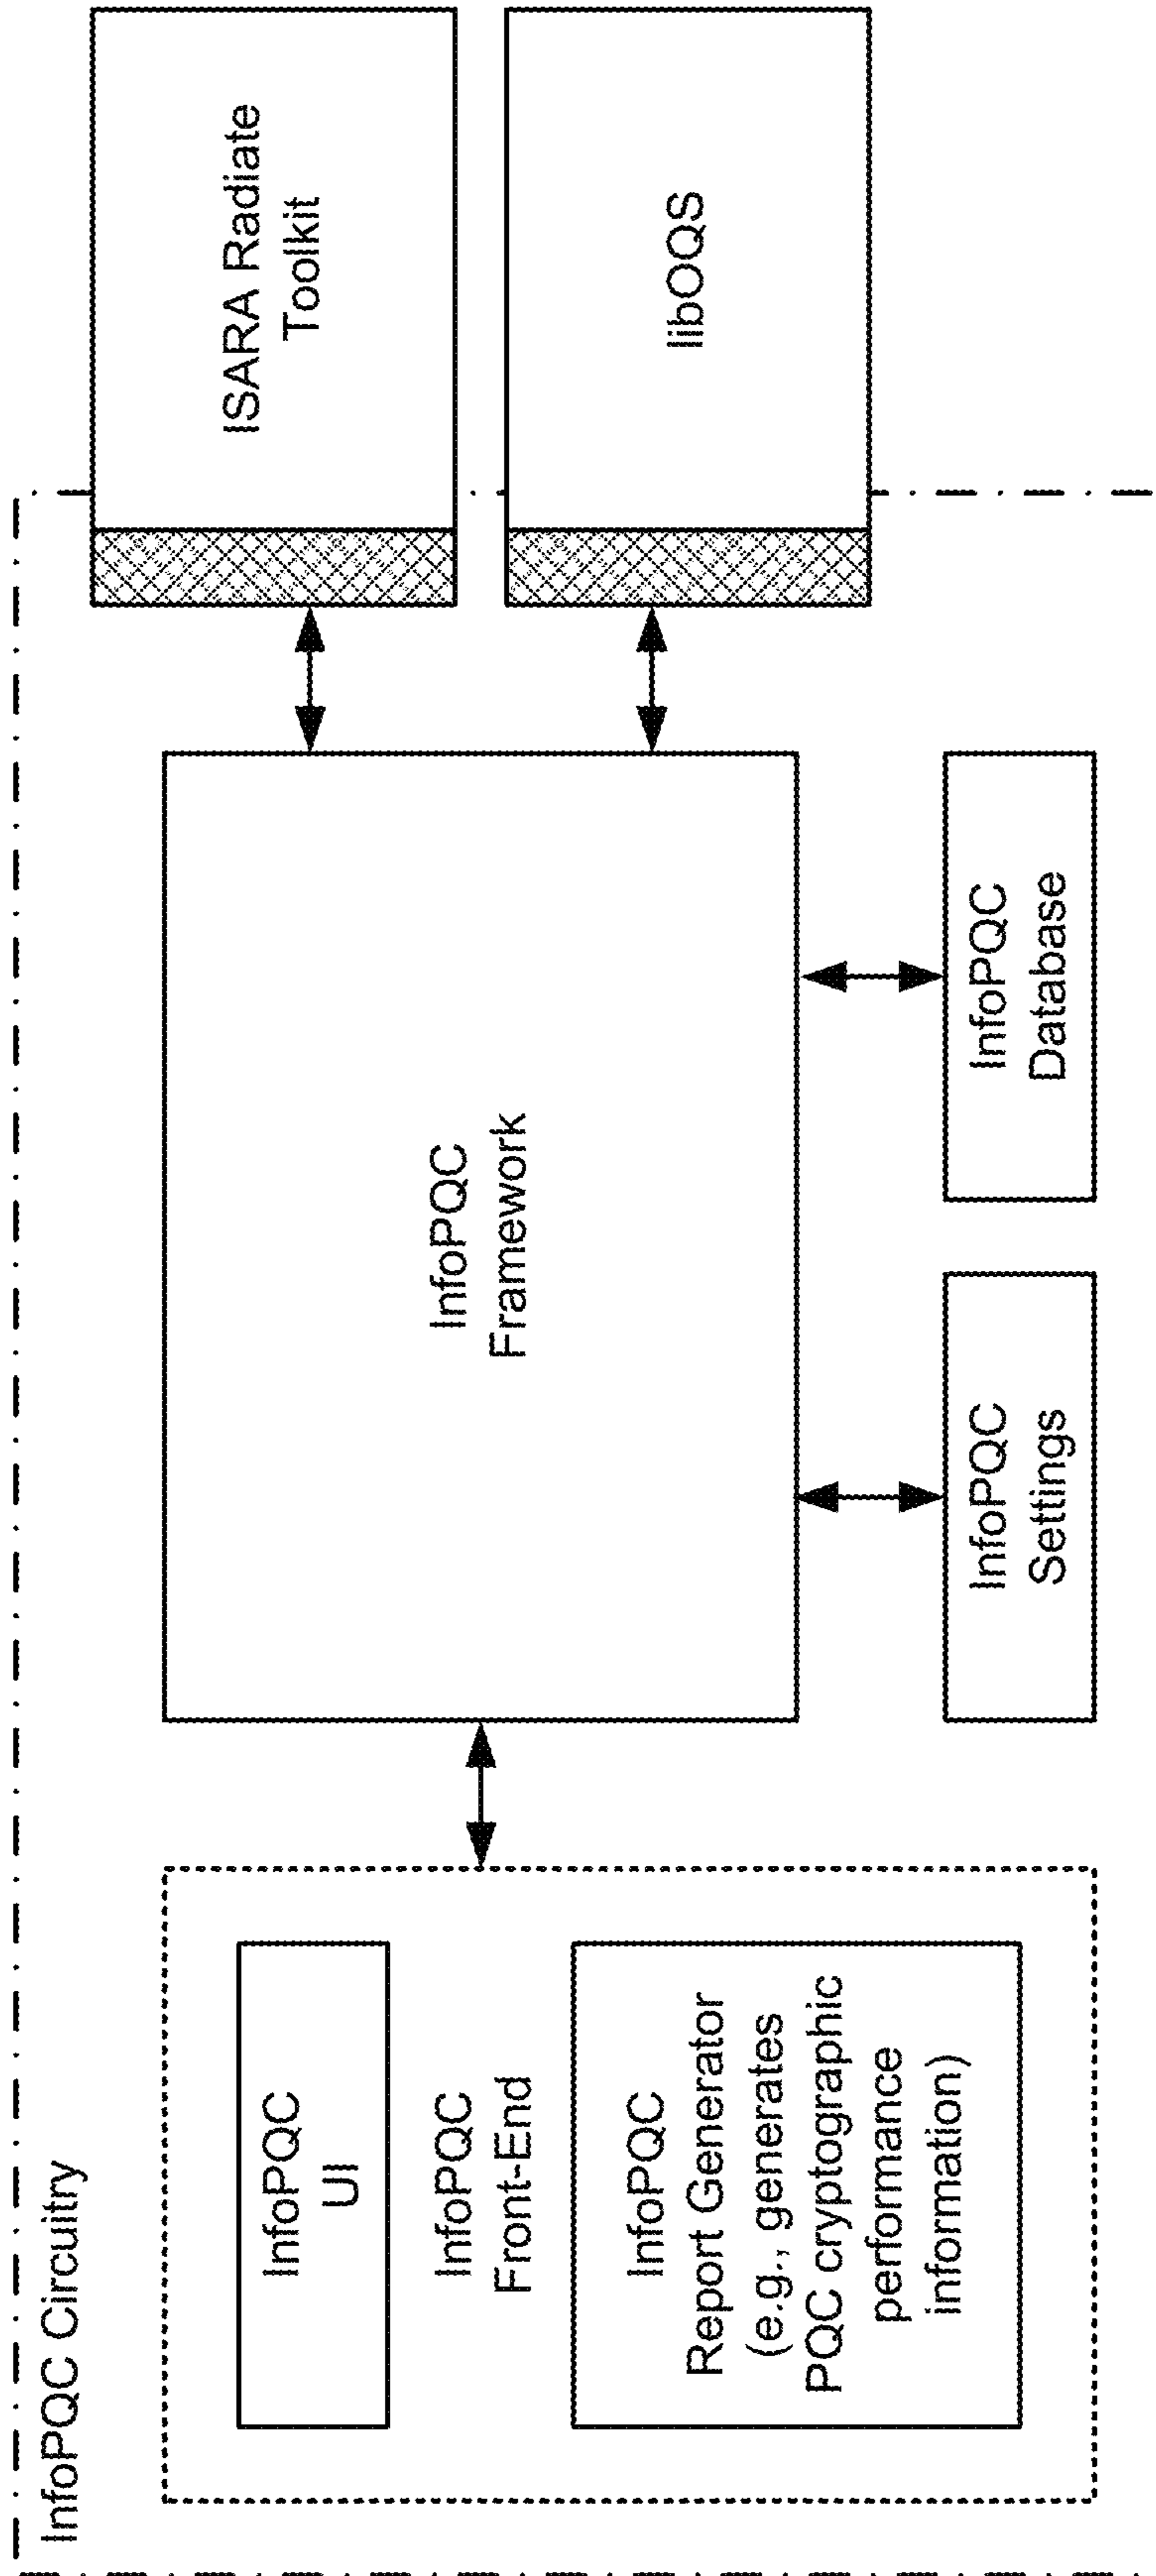 InfoPQC Circuitry
InfoPQC
UI
InfoPQC
Front-End
InfoPQC
Report Generator
(e.g., generates
PQC cryptographic
performance
information)
InfoPQC
Framework
InfoPQC
Settings
InfoPQC
Database
ISARA Radiate
Toolkit
libOQS